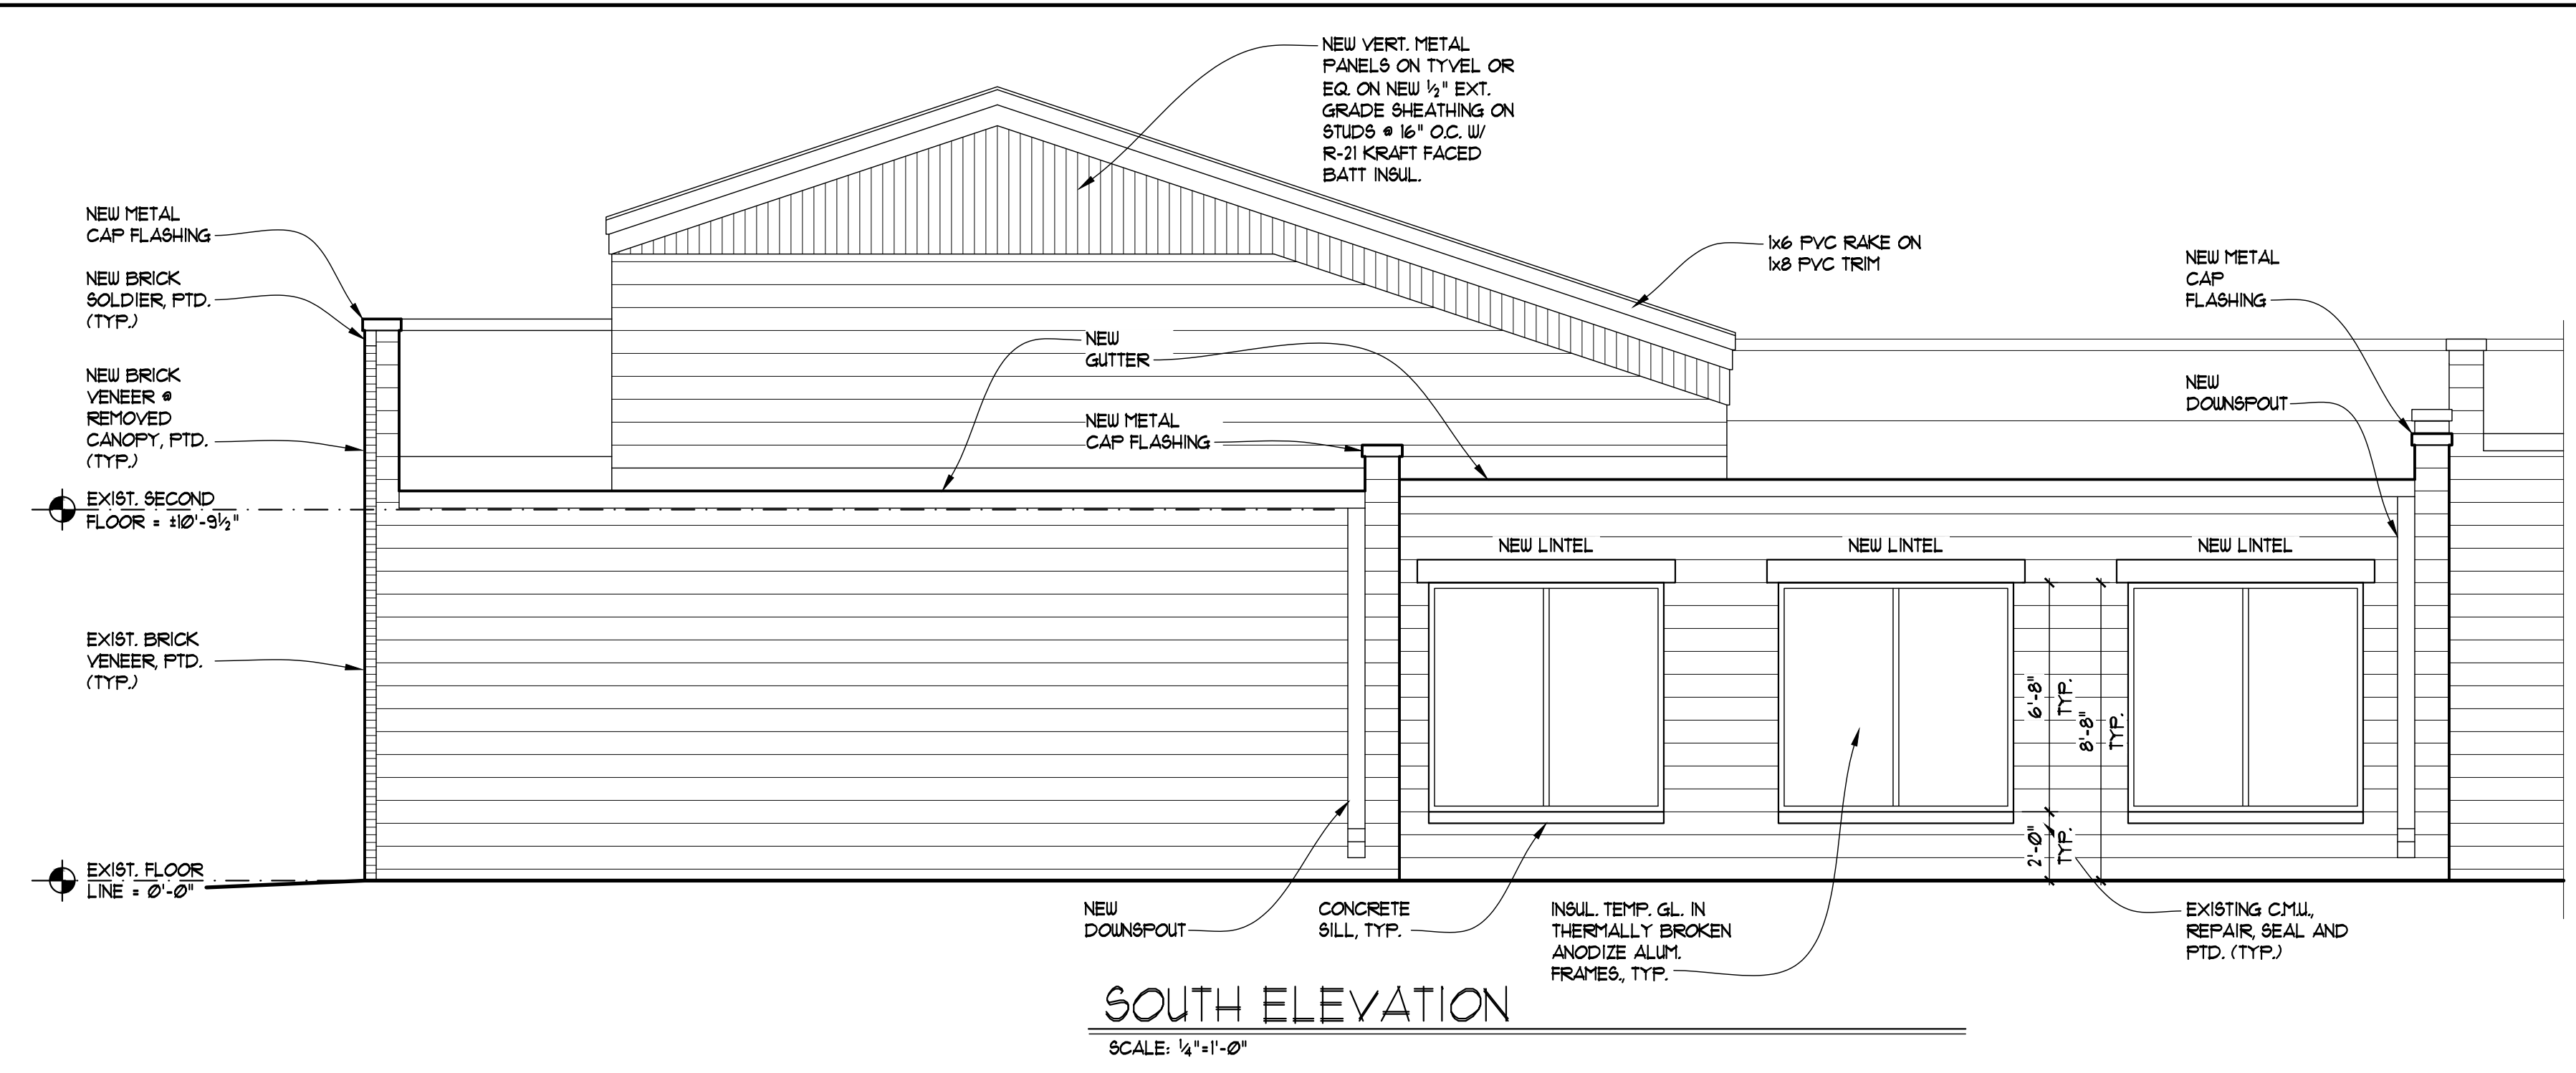 NEW VERT. METAL
PANELS ON TYVEL OR
EQ. ON NEW ½" EXT.
GRADE SHEATHING ON
STUDS @ 16" O.C. W/
R-21 KRAFT FACED
BATT INSUL.
NEW METAL
CAP FLASHING
NEW BRICK
SOLDIER, PTD.
(TYP.)
NEW BRICK
VENEER @
REMOVED
CANOPY, PTD.
(TYP.)
EXIST. SECOND
FLOOR = ±10'-9½"
EXIST. BRICK
VENEER, PTD.
(TYP.)
EXIST. FLOOR
LINE = 0'-0"
NEW
GUTTER
NEW METAL
CAP FLASHING
1x6 PVC RAKE ON
1x8 PVC TRIM
NEW METAL
CAP
FLASHING
NEW
DOWNSPOUT
NEW LINTEL
NEW LINTEL
NEW LINTEL
6'-8"
TYP.
8'-8"
TYP.
2'-0"
TYP.
NEW
DOWNSPOUT
CONCRETE
SILL, TYP.
INSUL. TEMP. GL. IN
THERMALLY BROKEN
ANODIZE ALUM.
FRAMES., TYP.
EXISTING C.M.U.,
REPAIR, SEAL AND
PTD. (TYP.)
SOUTH ELEVATION
SCALE: ¼"=1'-0"